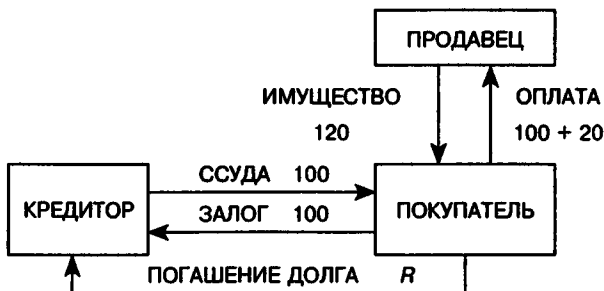 ПРОДАВЕЦ
ИМУЩЕСТВО ОПЛАТА
120 100 + 20
ССУДА 100
КРЕДИТОР ЗАЛОГ 100 ПОКУПАТЕЛЬ
ПОГАШЕНИЕ ДОЛГА R